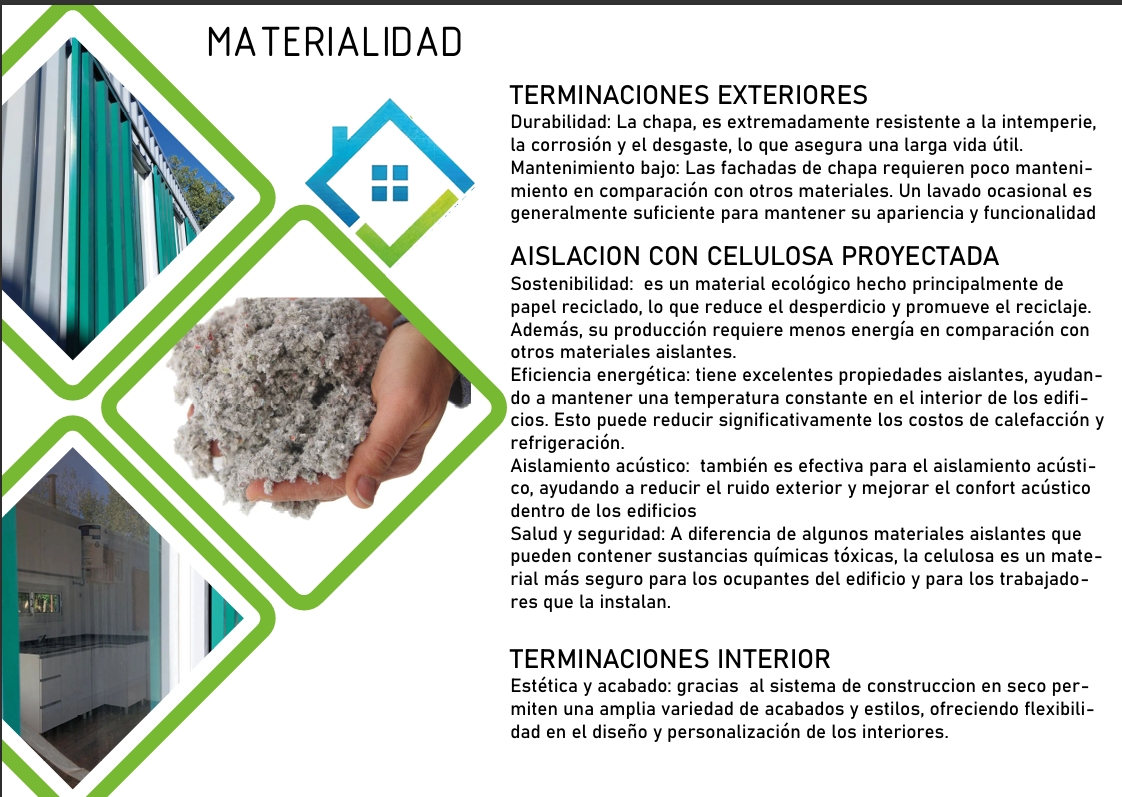 MATERIALIDAD
TERMINACIONES EXTERIORES
Durabilidad: La chapa, es extremadamente resistente a la intemperie,
la corrosión y el desgaste, lo que asegura una larga vida útil.
Mantenimiento bajo: Las fachadas de chapa requieren poco manteni-
miento en comparación con otros materiales. Un lavado ocasional es
generalmente suficiente para mantener su apariencia y funcionalidad
AISLACION CON CELULOSA PROYECTADA
Sostenibilidad:  es un material ecológico hecho principalmente de
papel reciclado, lo que reduce el desperdicio y promueve el reciclaje.
Además, su producción requiere menos energía en comparación con
otros materiales aislantes.
Eficiencia energética: tiene excelentes propiedades aislantes, ayudan-
do a mantener una temperatura constante en el interior de los edifi-
cios. Esto puede reducir significativamente los costos de calefacción y
refrigeración.
Aislamiento acústico:  también es efectiva para el aislamiento acústi-
co, ayudando a reducir el ruido exterior y mejorar el confort acústico
dentro de los edificios
Salud y seguridad: A diferencia de algunos materiales aislantes que
pueden contener sustancias químicas tóxicas, la celulosa es un mate-
rial más seguro para los ocupantes del edificio y para los trabajado-
res que la instalan.
TERMINACIONES INTERIOR
Estética y acabado: gracias  al sistema de construccion en seco per-
miten una amplia variedad de acabados y estilos, ofreciendo flexibili-
dad en el diseño y personalización de los interiores.